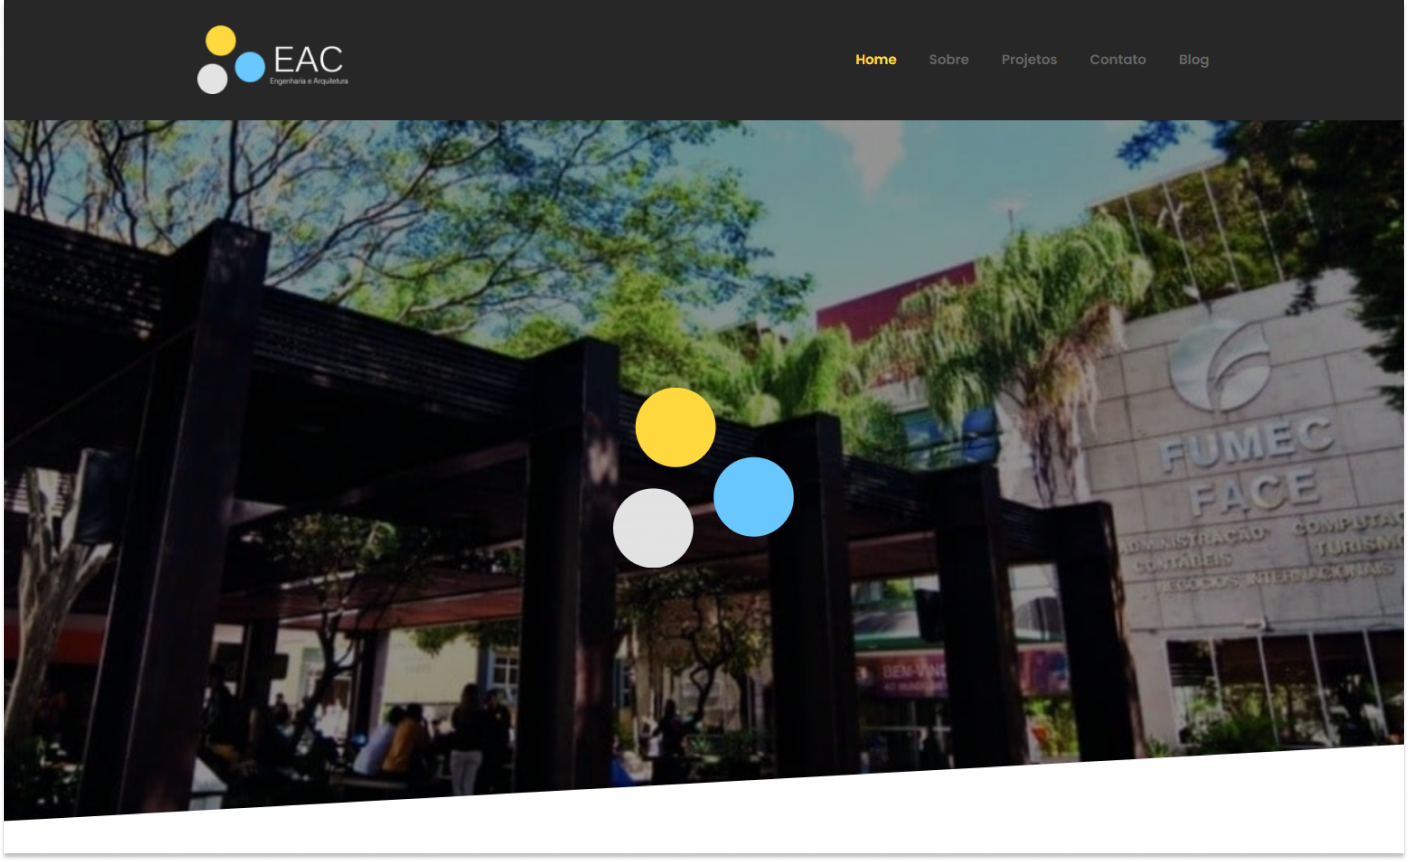 EAC
Engenharia e Arquitetura
Home Sobre Projetos Contato Blog
FUMEC
FACE
ADMINISTRAÇÃO COMPUTAÇ
CONTÁBEIS TURISMO
NEGÓCIOS INTERNACIONAIS
BEM-VIND